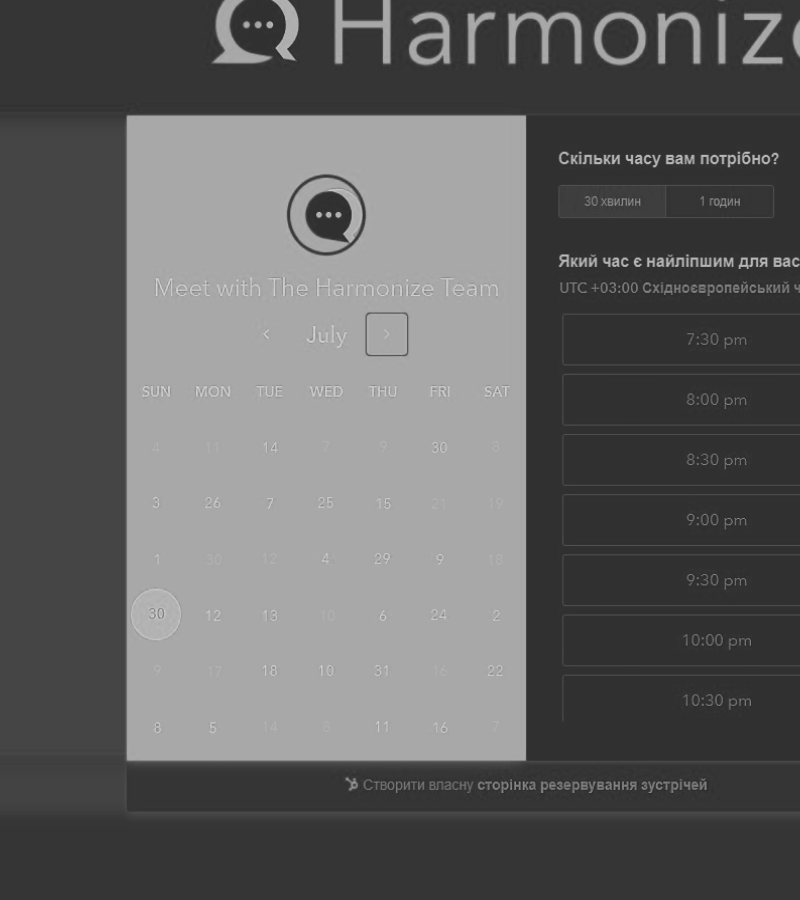 Harmoniz
Meet with The Harmonize Team
July
SUN MON TUE WED THU FRI SAT
4 11 14 7 9 30 8
3 26 7 25 15 21 19
1 30 12 4 29 9 18
30 12 13 10 6 24 2
9 17 18 10 31 16 22
8 5 14 8 11 16 7
Скільки часу вам потрібно?
30 хвилин 1 годин
Який час є найліпшим для вас
UTC +03:00 Східноєвропейський ч
7:30 pm
8:00 pm
8:30 pm
9:00 pm
9:30 pm
10:00 pm
10:30 pm
Створити власну сторінка резервування зустрічей